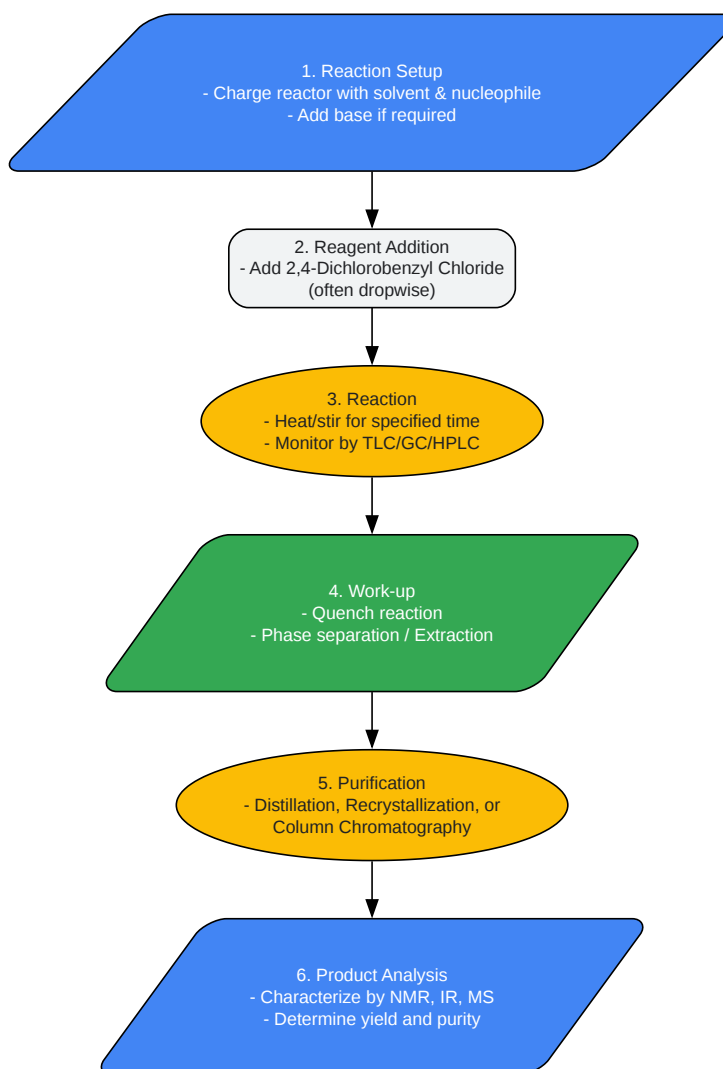 1. Reaction Setup
- Charge reactor with solvent & nucleophile
- Add base if required
2. Reagent Addition
- Add 2,4-Dichlorobenzyl Chloride
(often dropwise)
3. Reaction
- Heat/stir for specified time
- Monitor by TLC/GC/HPLC
4. Work-up
- Quench reaction
- Phase separation / Extraction
5. Purification
- Distillation, Recrystallization, or
Column Chromatography
6. Product Analysis
- Characterize by NMR, IR, MS
- Determine yield and purity